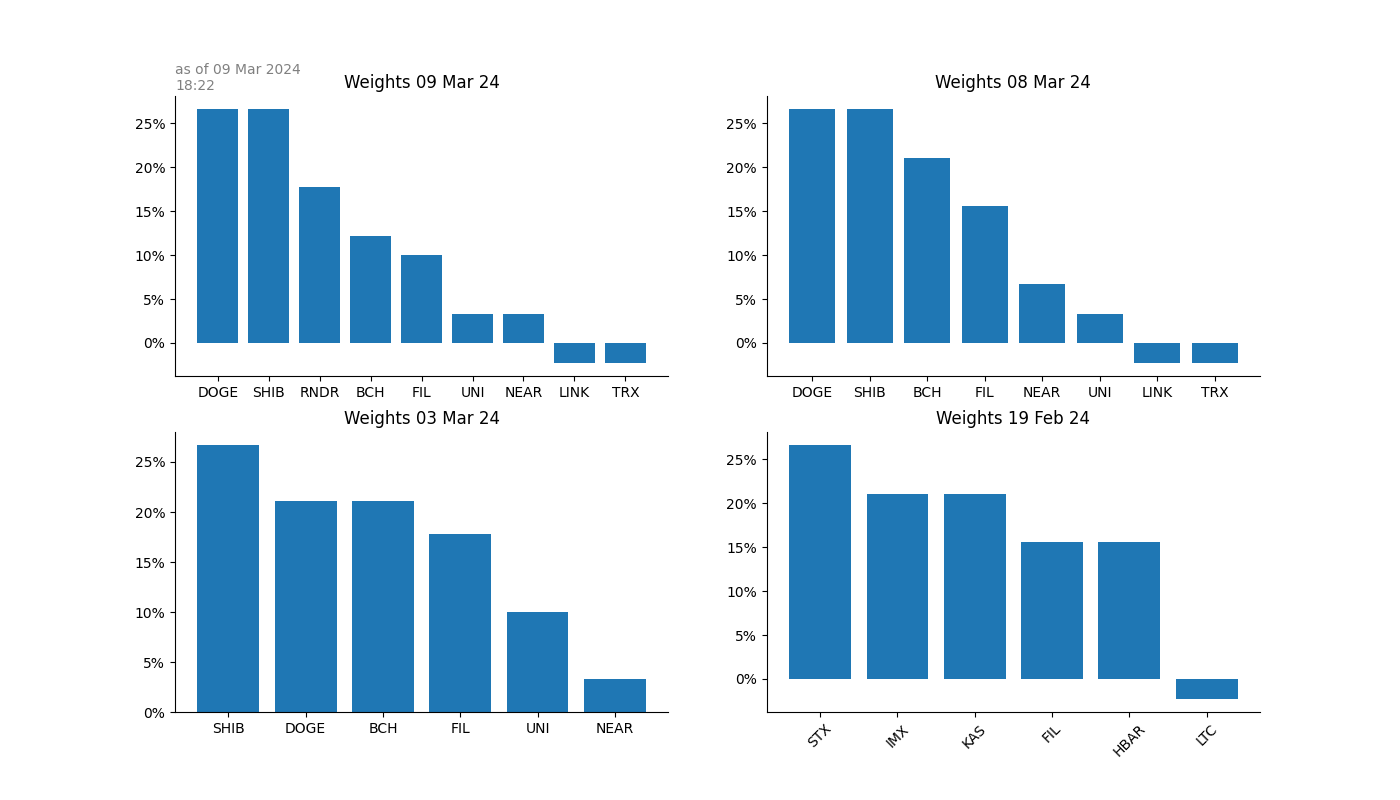 as of 09 Mar 2024
18:22
Weights 09 Mar 24
25%
20%
15%
10%
5%
0%
DOGE SHIB RNDR BCH FIL UNI NEAR LINK TRX
Weights 08 Mar 24
25%
20%
15%
10%
5%
0%
DOGE SHIB BCH FIL NEAR UNI LINK TRX
Weights 03 Mar 24
25%
20%
15%
10%
5%
0%
SHIB DOGE BCH FIL UNI NEAR
Weights 19 Feb 24
25%
20%
15%
10%
5%
0%
STX IMX KAS FIL HBAR LTC